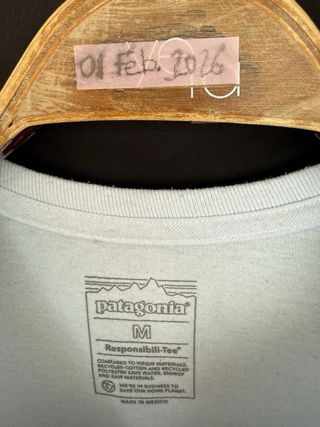 01 Feb. 2026
patagonia®
M
Responsibili-Tee®
COMPARED TO VIRGIN MATERIALS,
RECYCLED COTTON AND RECYCLED
POLYESTER SAVE WATER, ENERGY
AND RAW MATERIALS.
WE'RE IN BUSINESS TO
SAVE OUR HOME PLANET.
MADE IN MEXICO